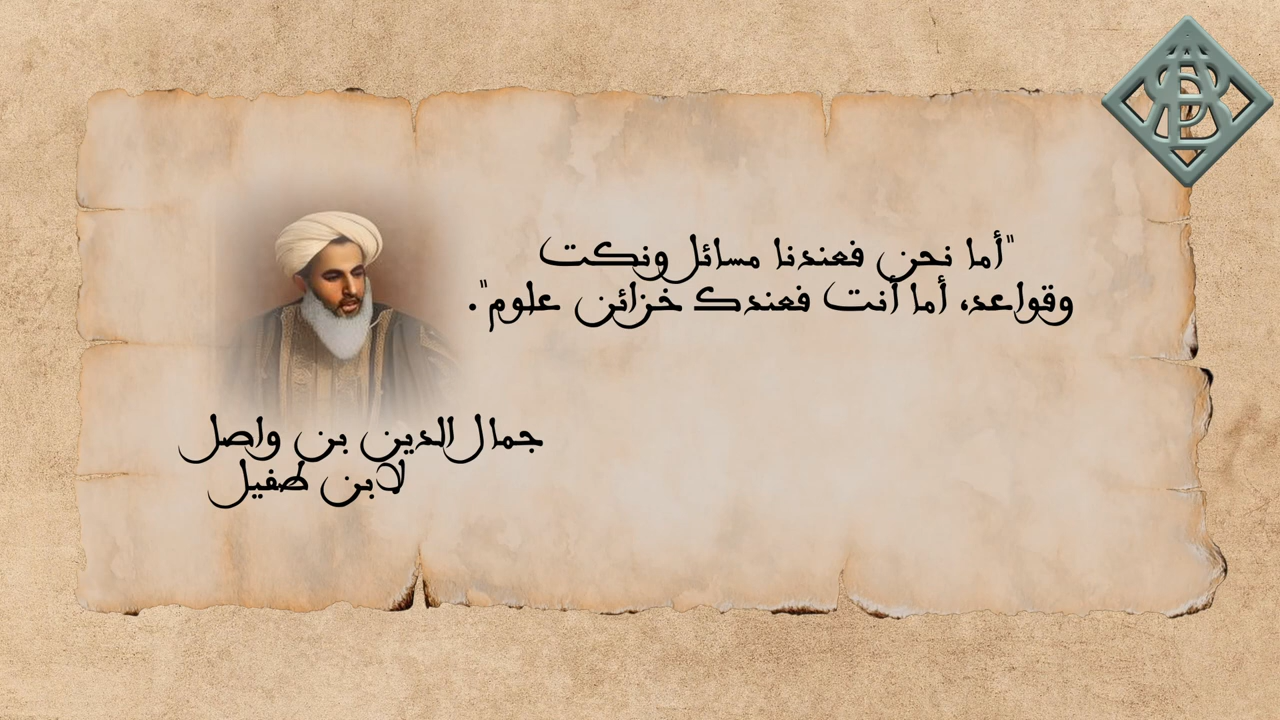 "أما نحن فعندنا مسائل ونكت
وقواعد، أما أنت فعندك خزائن علوم".
جمال الدين بن واصل
لابن طفيل